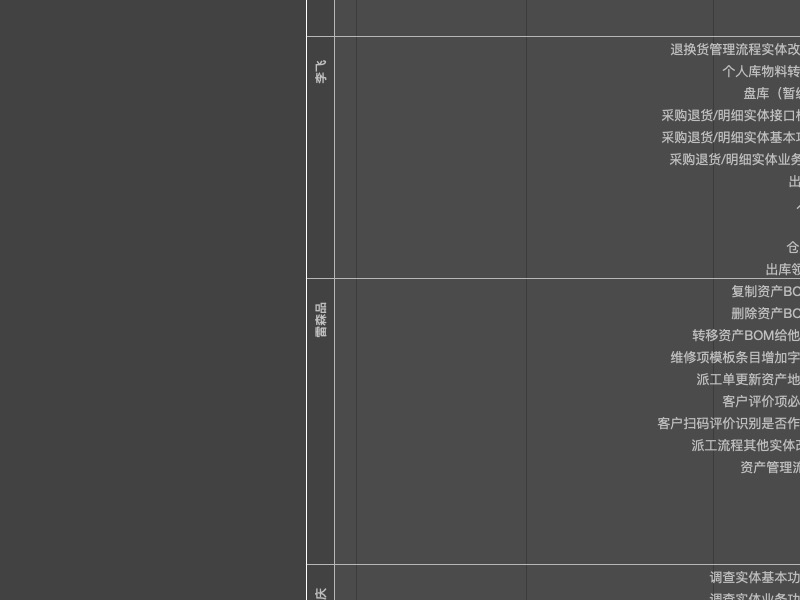 李飞
退换货管理流程实体改
个人库物料转
盘库（暂
采购退货/明细实体接口
采购退货/明细实体基本
采购退货/明细实体业务
出
仓
出库领
雷森品
复制资产BO
删除资产BO
转移资产BOM给他
维修项模板条目增加字
派工单更新资产地
客户评价项必
客户扫码评价识别是否作
派工流程其他实体改
资产管理流
庆
调查实体基本功
调查实体业务功